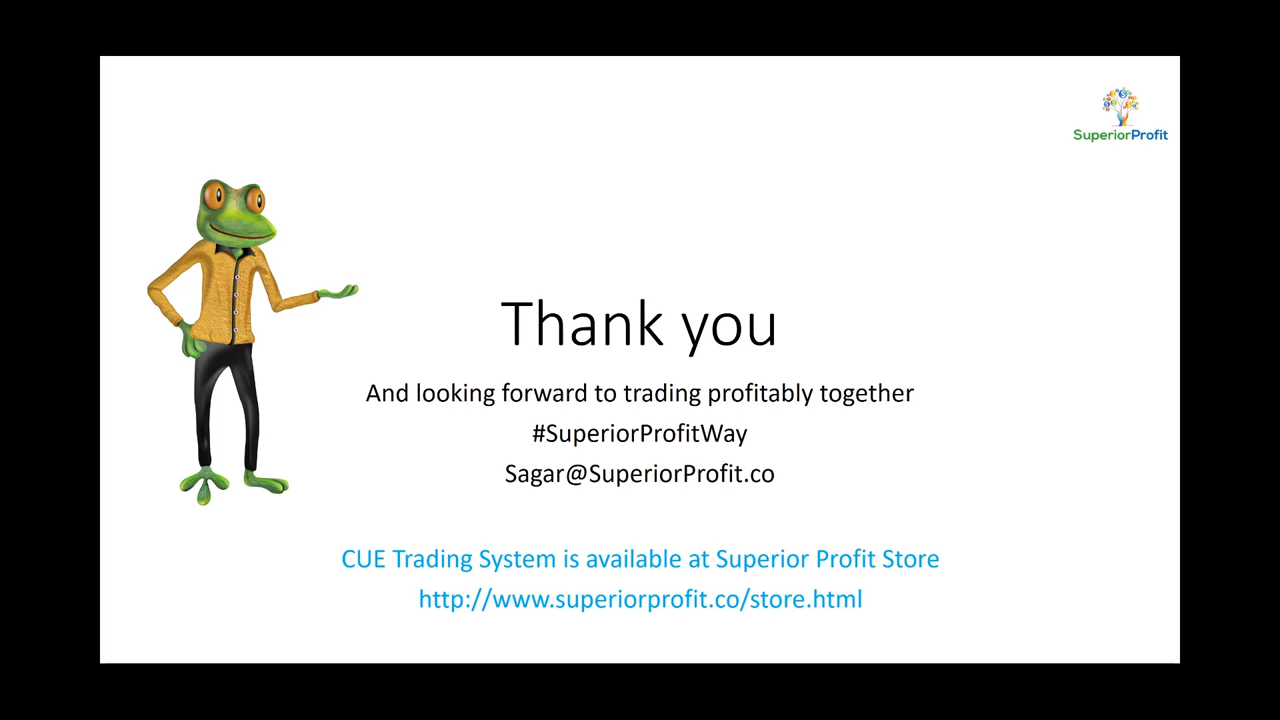 SuperiorProfit
Thank you
And looking forward to trading profitably together
#SuperiorProfitWay
Sagar@SuperiorProfit.co
CUE Trading System is available at Superior Profit Store
http://www.superiorprofit.co/store.html